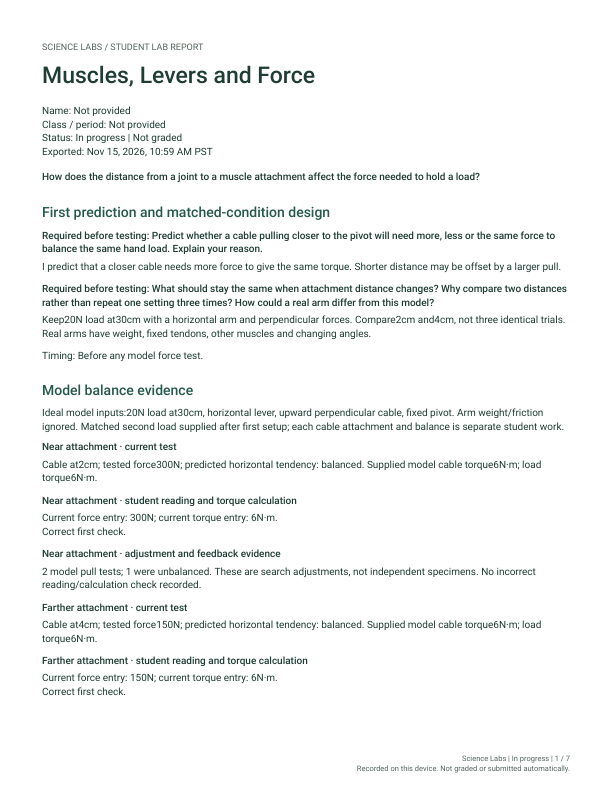 SCIENCE LABS / STUDENT LAB REPORT
Muscles, Levers and Force
Name: Not provided
Class / period: Not provided
Status: In progress | Not graded
Exported: Nov 15, 2026, 10:59 AM PST
How does the distance from a joint to a muscle attachment affect the force needed to hold a load?
First prediction and matched-condition design
Required before testing: Predict whether a cable pulling closer to the pivot will need more, less or the same force to
balance the same hand load. Explain your reason.
I predict that a closer cable needs more force to give the same torque. Shorter distance may be offset by a larger pull.
Required before testing: What should stay the same when attachment distance changes? Why compare two distances
rather than repeat one setting three times? How could a real arm differ from this model?
Keep20N load at30cm with a horizontal arm and perpendicular forces. Compare2cm and4cm, not three identical trials.
Real arms have weight, fixed tendons, other muscles and changing angles.
Timing: Before any model force test.
Model balance evidence
Ideal model inputs:20N load at30cm, horizontal lever, upward perpendicular cable, fixed pivot. Arm weight/friction
ignored. Matched second load supplied after first setup; each cable attachment and balance is separate student work.
Near attachment · current test
Cable at2cm; tested force300N; predicted horizontal tendency: balanced. Supplied model cable torque6N·m; load
torque6N·m.
Near attachment · student reading and torque calculation
Current force entry: 300N; current torque entry: 6N·m.
Correct first check.
Near attachment · adjustment and feedback evidence
2 model pull tests; 1 were unbalanced. These are search adjustments, not independent specimens. No incorrect
reading/calculation check recorded.
Farther attachment · current test
Cable at4cm; tested force150N; predicted horizontal tendency: balanced. Supplied model cable torque6N·m; load
torque6N·m.
Farther attachment · student reading and torque calculation
Current force entry: 150N; current torque entry: 6N·m.
Correct first check.
Science Labs | In progress | 1 / 7
Recorded on this device. Not graded or submitted automatically.